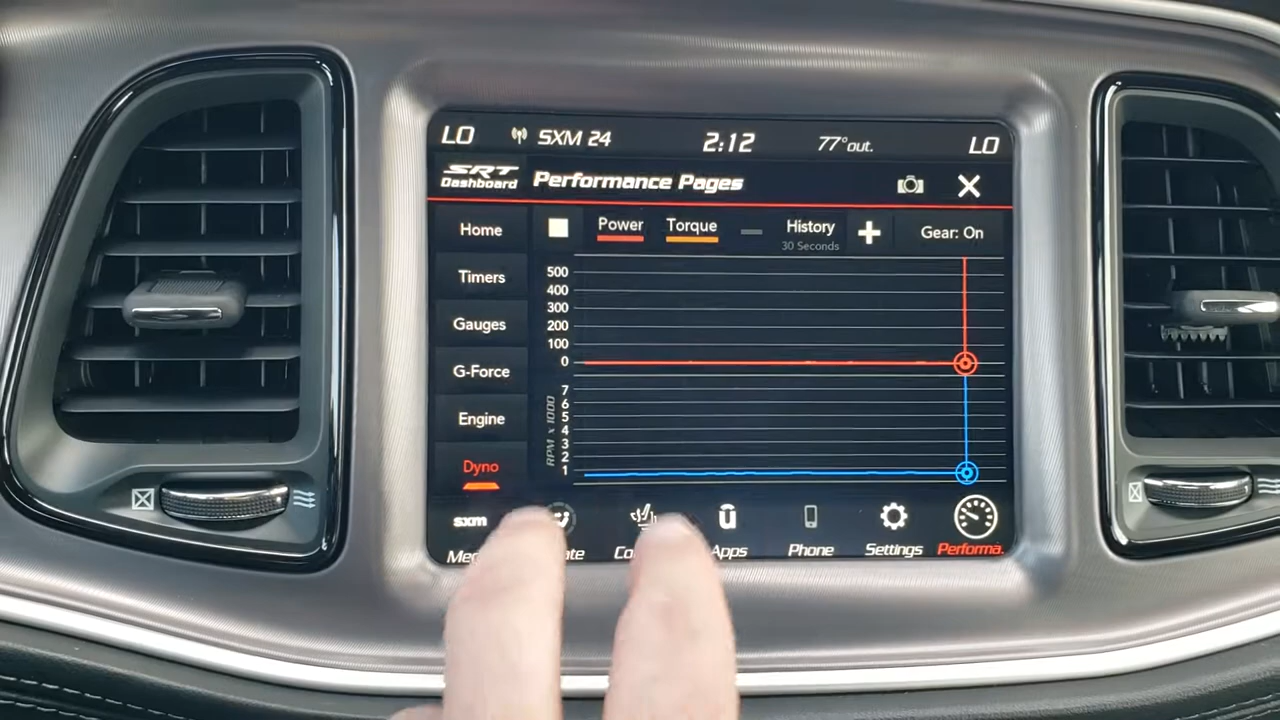 LO SXM 24 2:12 77°out. LO
SRT Dashboard Performance Pages
Home
Timers
Gauges
G-Force
Engine
Dyno
Power Torque History Gear: On
30 Seconds
500
400
300
200
100
0
RPM x 1000
7
6
5
4
3
2
1
sxm
Apps Phone Settings Performa.